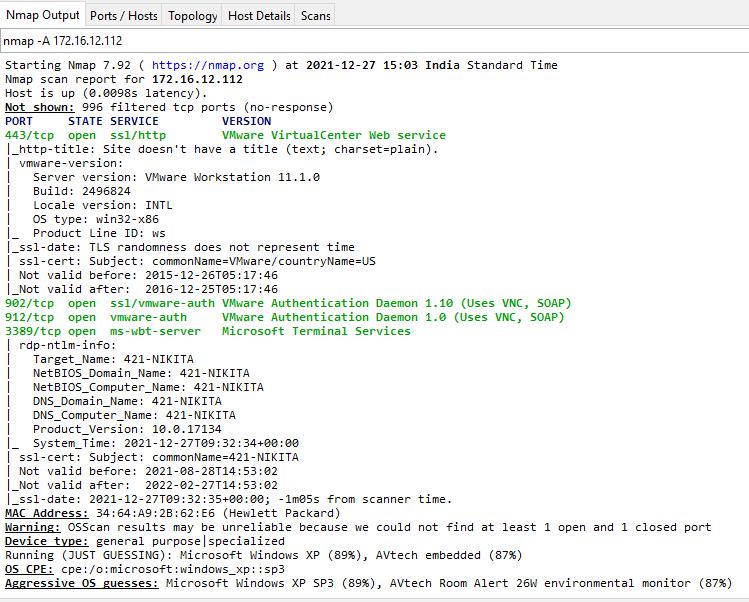 Nmap Output Ports / Hosts Topology Host Details Scans
nmap -A 172.16.12.112
Starting Nmap 7.92 ( https://nmap.org ) at 2021-12-27 15:03 India Standard Time
Nmap scan report for 172.16.12.112
Host is up (0.0098s latency).
Not shown: 996 filtered tcp ports (no-response)
PORT     STATE SERVICE         VERSION
443/tcp  open  ssl/http        VMware VirtualCenter Web service
|_http-title: Site doesn't have a title (text; charset=plain).
| vmware-version:
|   Server version: VMware Workstation 11.1.0
|   Build: 2496824
|   Locale version: INTL
|   OS type: win32-x86
|_  Product Line ID: ws
|_ssl-date: TLS randomness does not represent time
| ssl-cert: Subject: commonName=VMware/countryName=US
| Not valid before: 2015-12-26T05:17:46
|_Not valid after:  2016-12-25T05:17:46
902/tcp  open  ssl/vmware-auth VMware Authentication Daemon 1.10 (Uses VNC, SOAP)
912/tcp  open  vmware-auth     VMware Authentication Daemon 1.0 (Uses VNC, SOAP)
3389/tcp open  ms-wbt-server   Microsoft Terminal Services
| rdp-ntlm-info:
|   Target_Name: 421-NIKITA
|   NetBIOS_Domain_Name: 421-NIKITA
|   NetBIOS_Computer_Name: 421-NIKITA
|   DNS_Domain_Name: 421-NIKITA
|   DNS_Computer_Name: 421-NIKITA
|   Product_Version: 10.0.17134
|_  System_Time: 2021-12-27T09:32:34+00:00
| ssl-cert: Subject: commonName=421-NIKITA
| Not valid before: 2021-08-28T14:53:02
|_Not valid after:  2022-02-27T14:53:02
|_ssl-date: 2021-12-27T09:32:35+00:00; -1m05s from scanner time.
MAC Address: 34:64:A9:2B:62:E6 (Hewlett Packard)
Warning: OSScan results may be unreliable because we could not find at least 1 open and 1 closed port
Device type: general purpose|specialized
Running (JUST GUESSING): Microsoft Windows XP (89%), AVtech embedded (87%)
OS CPE: cpe:/o:microsoft:windows_xp::sp3
Aggressive OS guesses: Microsoft Windows XP SP3 (89%), AVtech Room Alert 26W environmental monitor (87%)